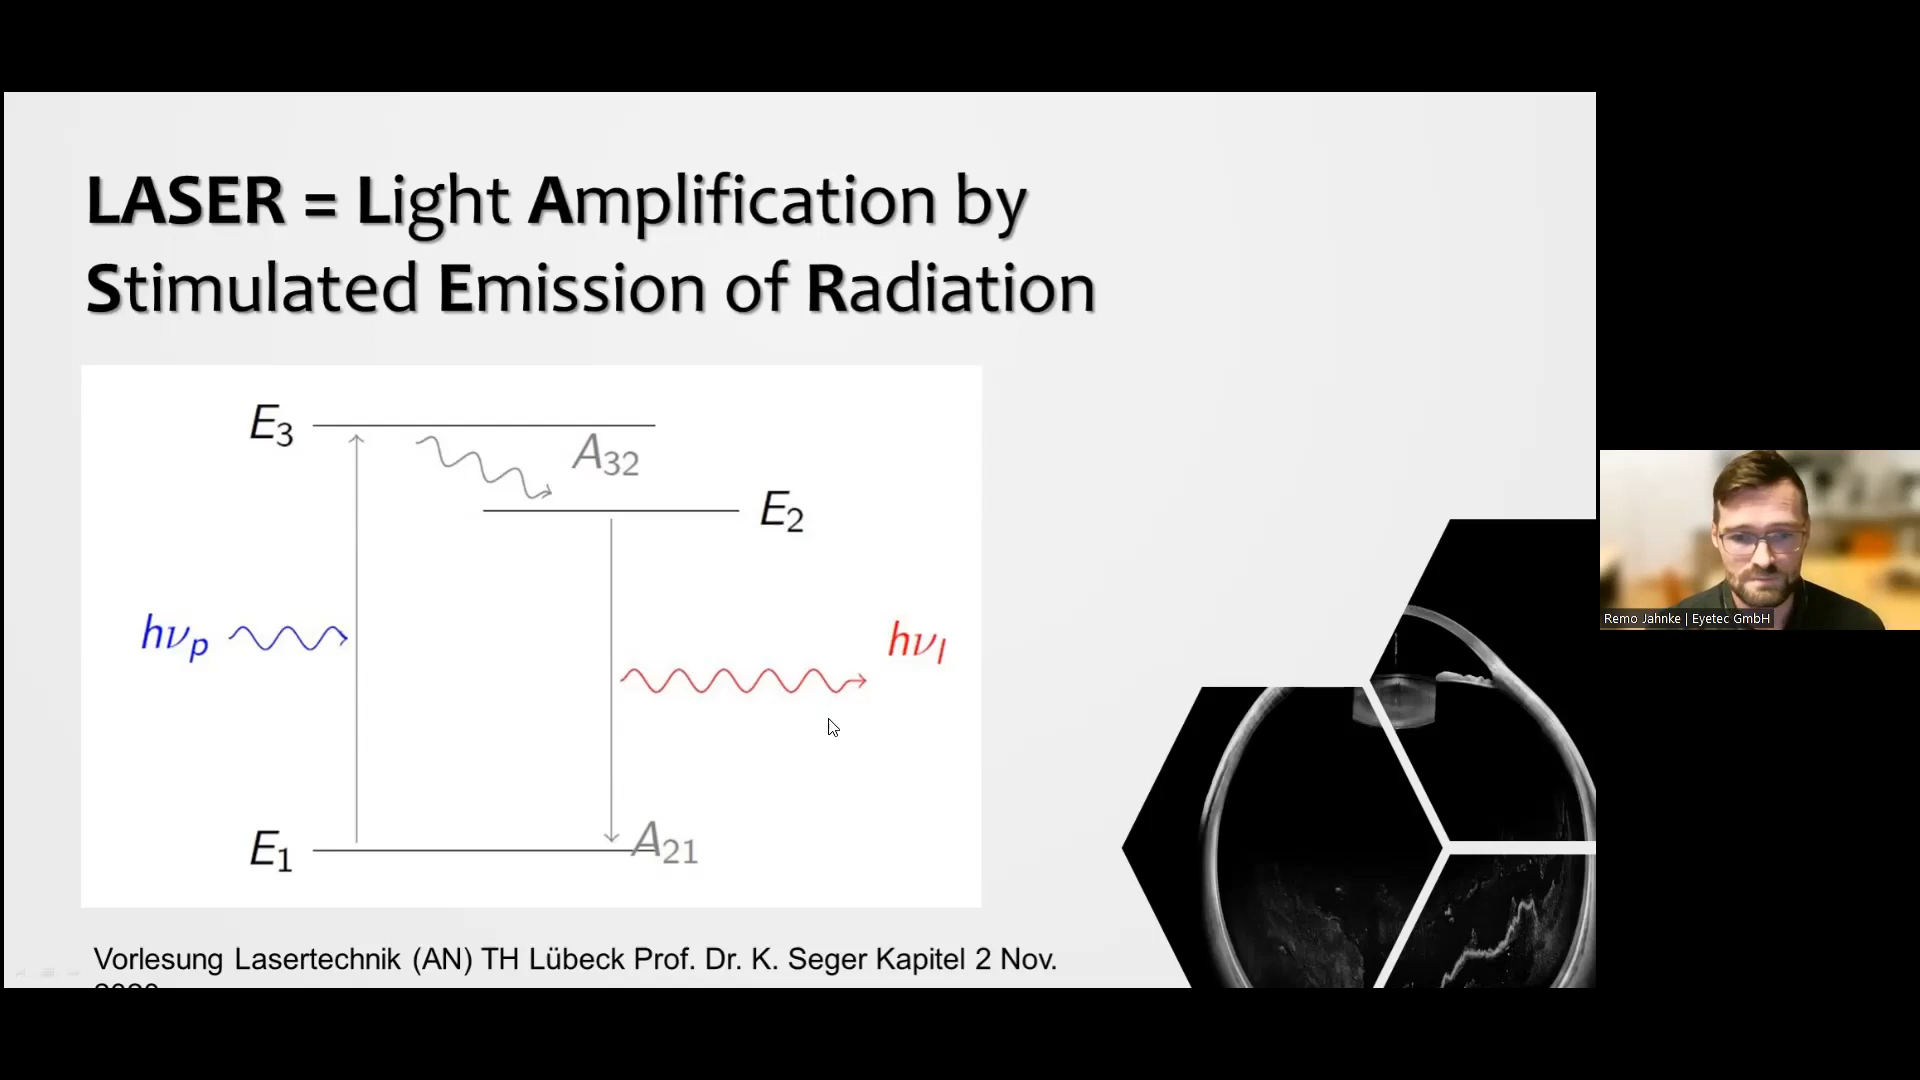 LASER = Light Amplification by
Stimulated Emission of Radiation
E3
A32
E2
hνp
hνl
E1
A21
Vorlesung Lasertechnik (AN) TH Lübeck Prof. Dr. K. Seger Kapitel 2 Nov.
Remo Jahnke | Eyetec GmbH